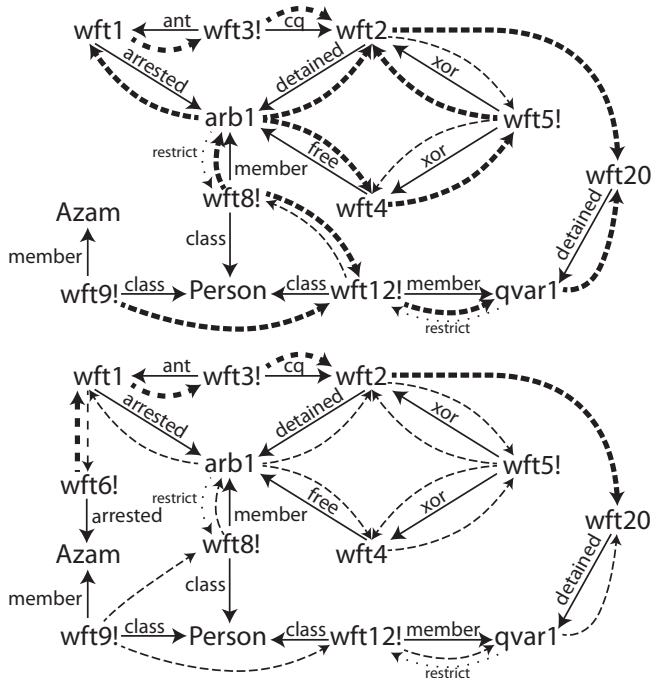 wft1 ant wft3! cq wft2
arrested detained xor
arb1 wft5!
restrict member free xor wft20
Azam wft8! wft4 detained
member class
wft9! class Person class wft12! member qvar1
restrict
wft1 ant wft3! cq wft2
arrested detained xor
wft6! arb1 wft5!
arrested restrict member free xor wft20
Azam wft8! wft4 detained
member class
wft9! class Person class wft12! member qvar1
restrict